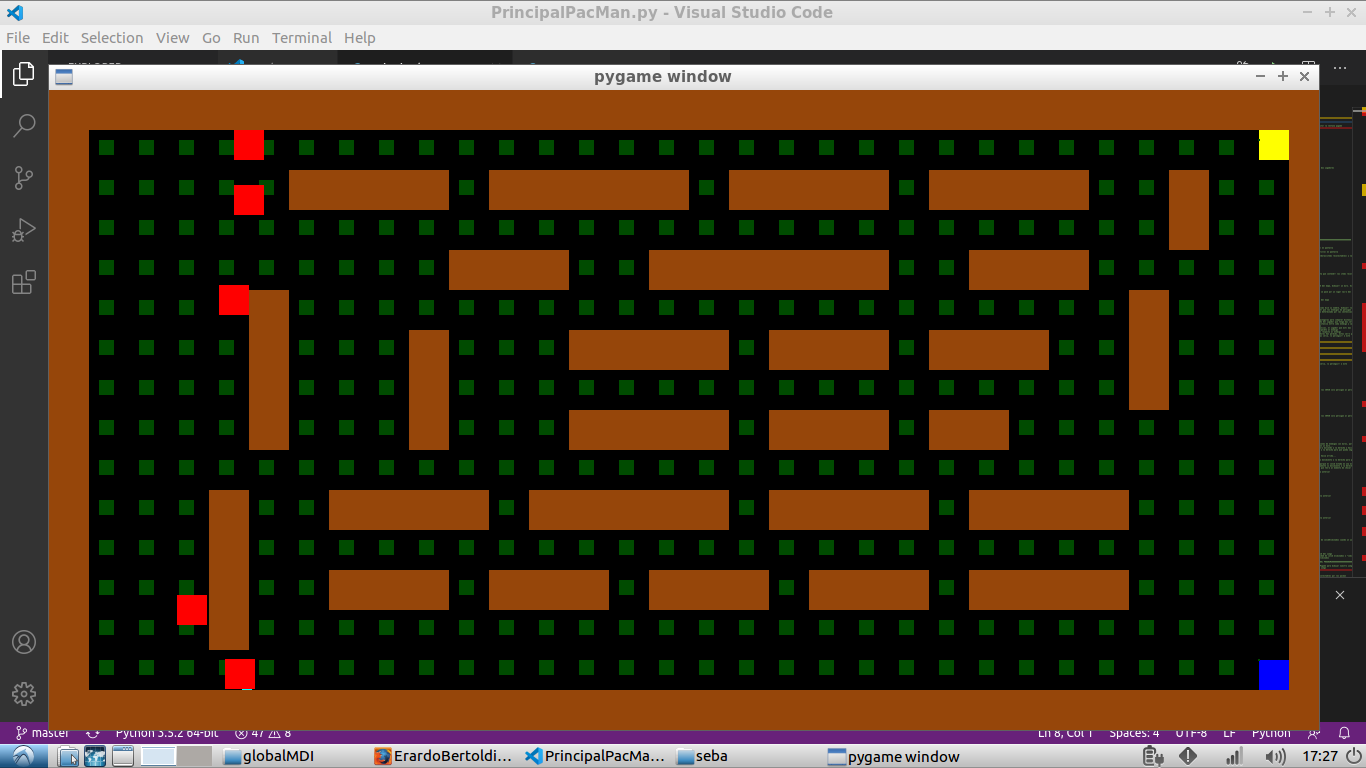 PrincipalPacMan.py - Visual Studio Code
File Edit Selection View Go Run Terminal Help
pygame window
master Python 3.5.2 64-bit 47 8 Ln 8, Col 1 Spaces: 4 UTF-8 LF Python
globalMDI ErardoBertoldi... PrincipalPacMa... seba pygame window 17:27